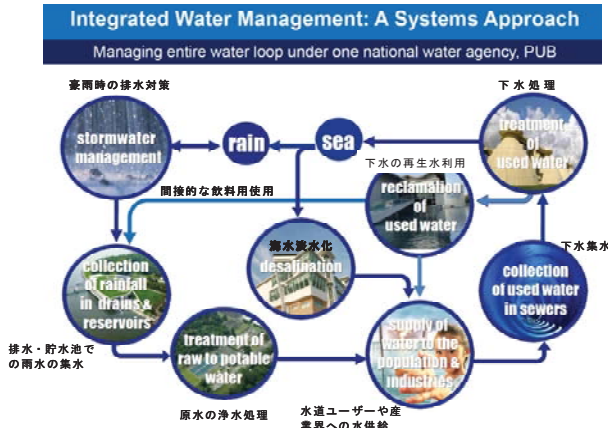 Integrated Water Management: A Systems Approach
Managing entire water loop under one national water agency, PUB
豪雨時の排水対策
下水処理
stormwater
management
rain
sea
treatment
of
used water
下水の再生水利用
間接的な飲料用使用
reclamation
of
used water
海水淡水化
desalination
下水集水
collection
of rainfall
in drains &
reservoirs
collection
of used water
in sewers
treatment of
raw to potable
water
supply of
water to the
population &
industries
排水・貯水池で
の雨水の集水
原水の浄水処理
水道ユーザーや産
業界への水供給